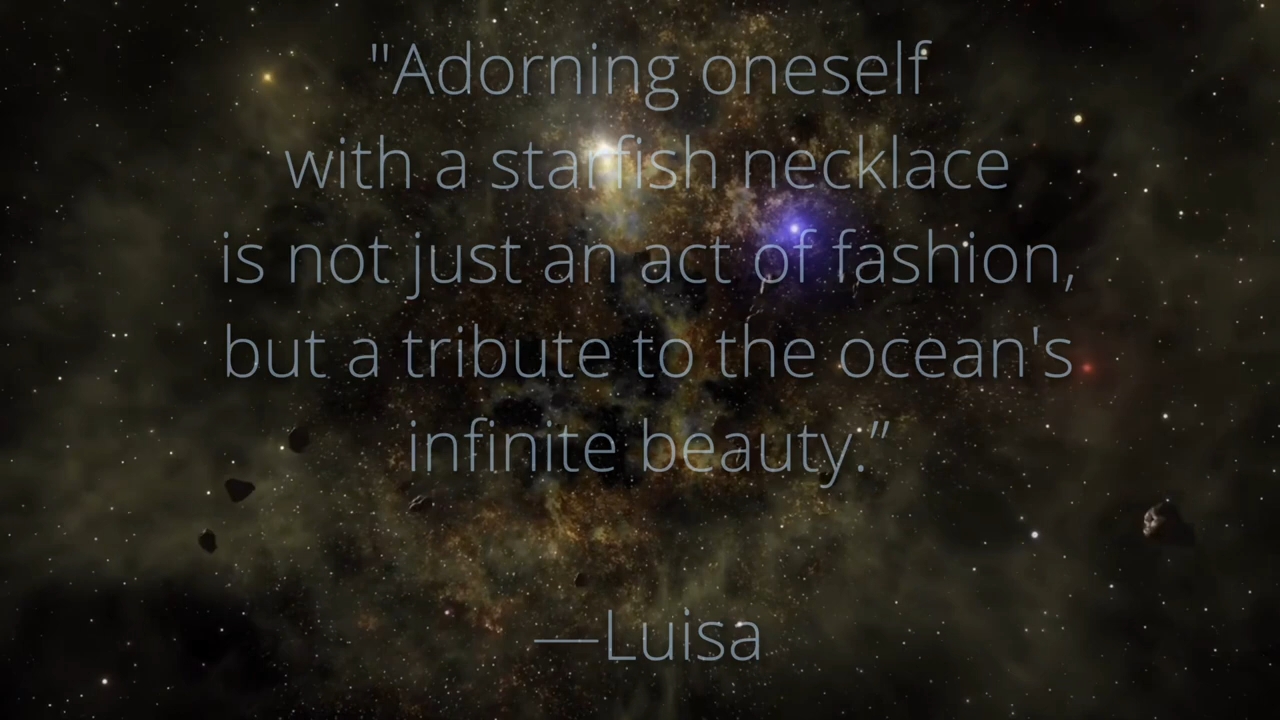 "Adorning oneself
with a starfish necklace
is not just an act of fashion,
but a tribute to the ocean's
infinite beauty.”
—Luisa